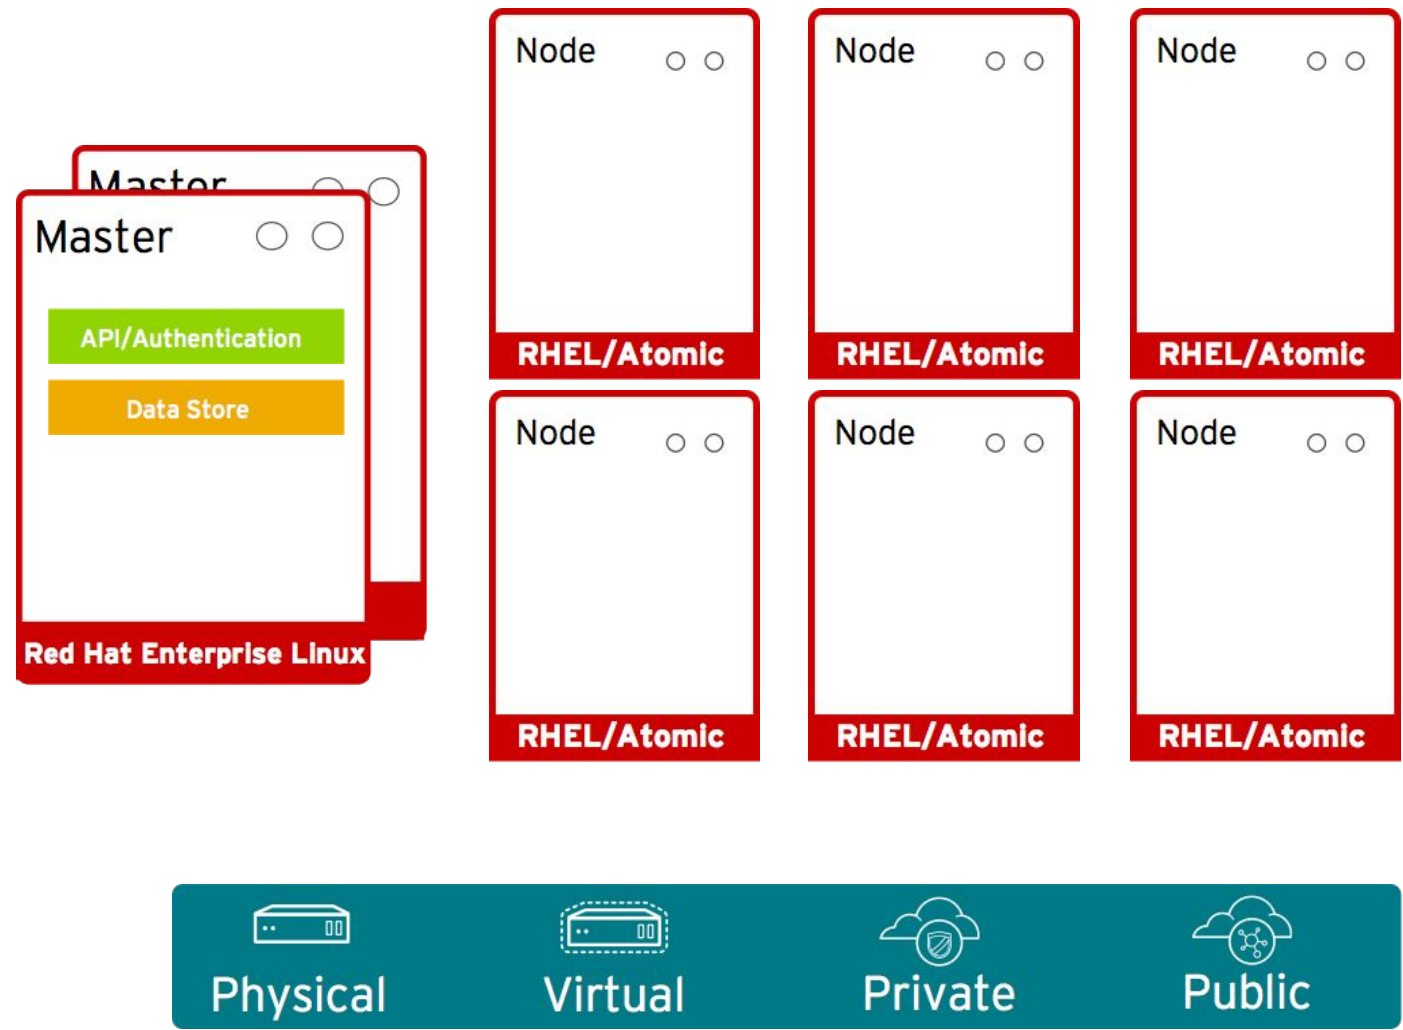 Node
Node
Node
Master
Master
API/Authentication
Data Store
Red Hat Enterprise Linux
RHEL/Atomic
RHEL/Atomic
RHEL/Atomic
Node
Node
Node
RHEL/Atomic
RHEL/Atomic
RHEL/Atomic
Physical
Virtual
Private
Public